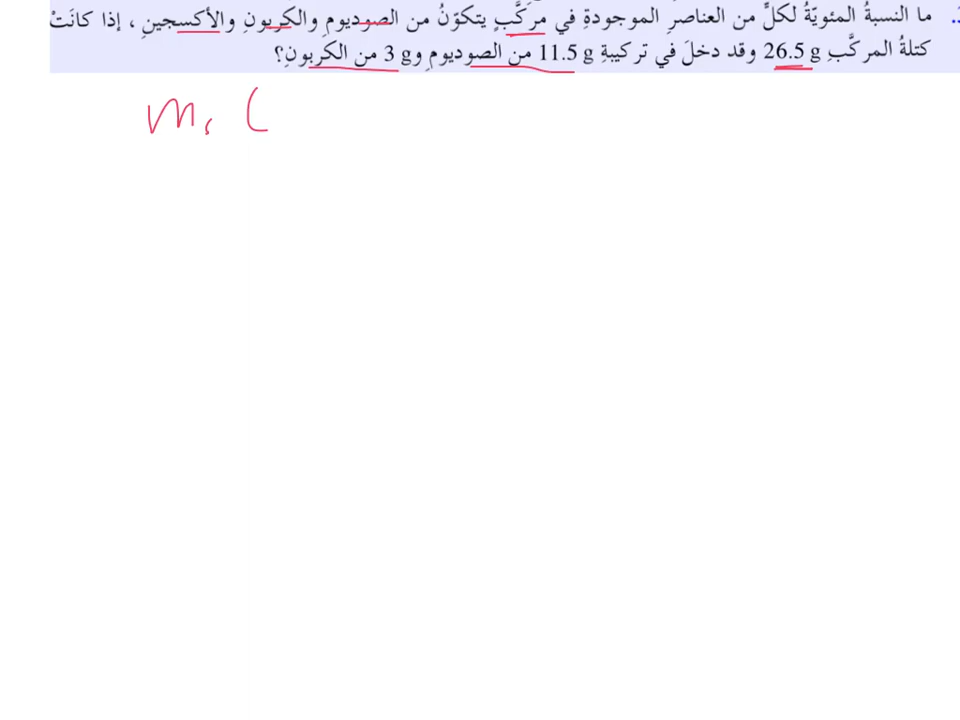 ما النسبةُ المئويّةُ لكلٍّ من العناصرِ الموجودةِ في مركَّبٍ يتكوّنُ من الصوديومِ والكربونِ والأكسجينِ، إذا كانَتْ
كتلةُ المركَّبِ 26.5 g وقد دخلَ في تركيبةِ 11.5 g من الصوديومِ و3 g من الكربونِ؟